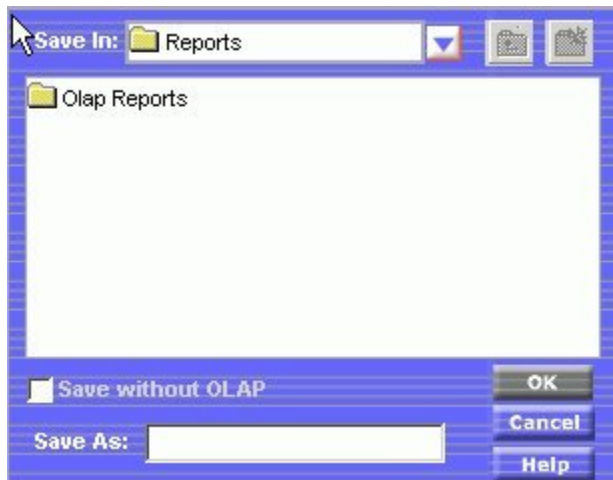 Save In: Reports
Olap Reports
Save without OLAP
OK
Cancel
Save As:
Help